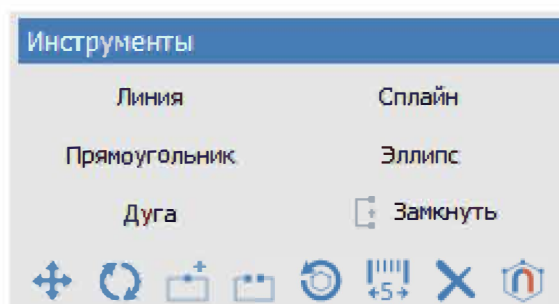 Инструменты
Линия Сплайн
Прямоугольник Эллипс
Дуга Замкнуть
5